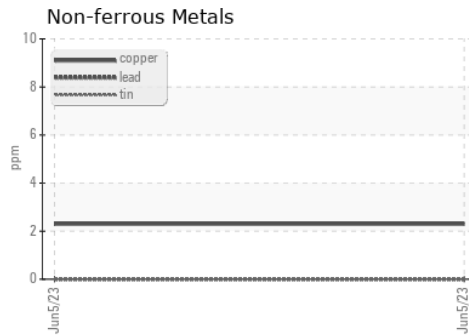 Non-ferrous Metals
10
copper
lead
tin
8
6
ppm
4
2
0
Jun5/23
Jun5/23